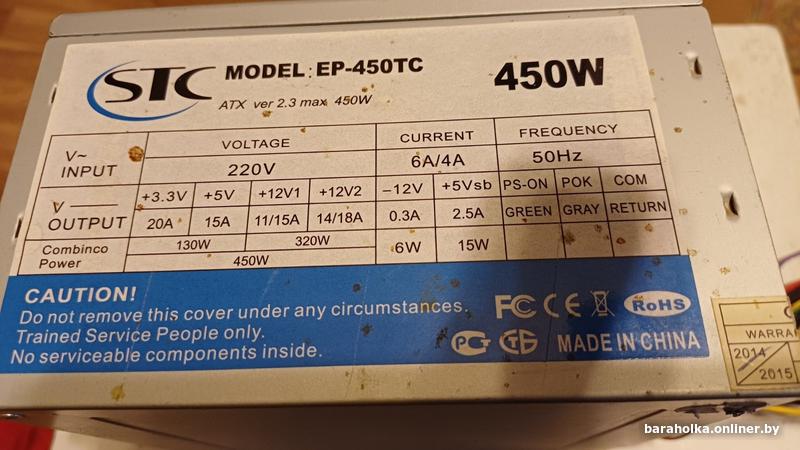 STC MODEL: EP-450TC 450W
ATX ver 2.3 max 450W
V~ INPUT VOLTAGE CURRENT FREQUENCY
220V 6A/4A 50Hz
V OUTPUT +3.3V +5V +12V1 +12V2 −12V +5Vsb PS-ON POK COM
20A 15A 11/15A 14/18A 0.3A 2.5A GREEN GRAY RETURN
Combinco Power 130W 320W 6W 15W
450W
CAUTION!
Do not remove this cover under any circumstances.
Trained Service People only.
No serviceable components inside.
FC CE RoHS
PCT MADE IN CHINA
2014
2015
baraholka.onliner.by